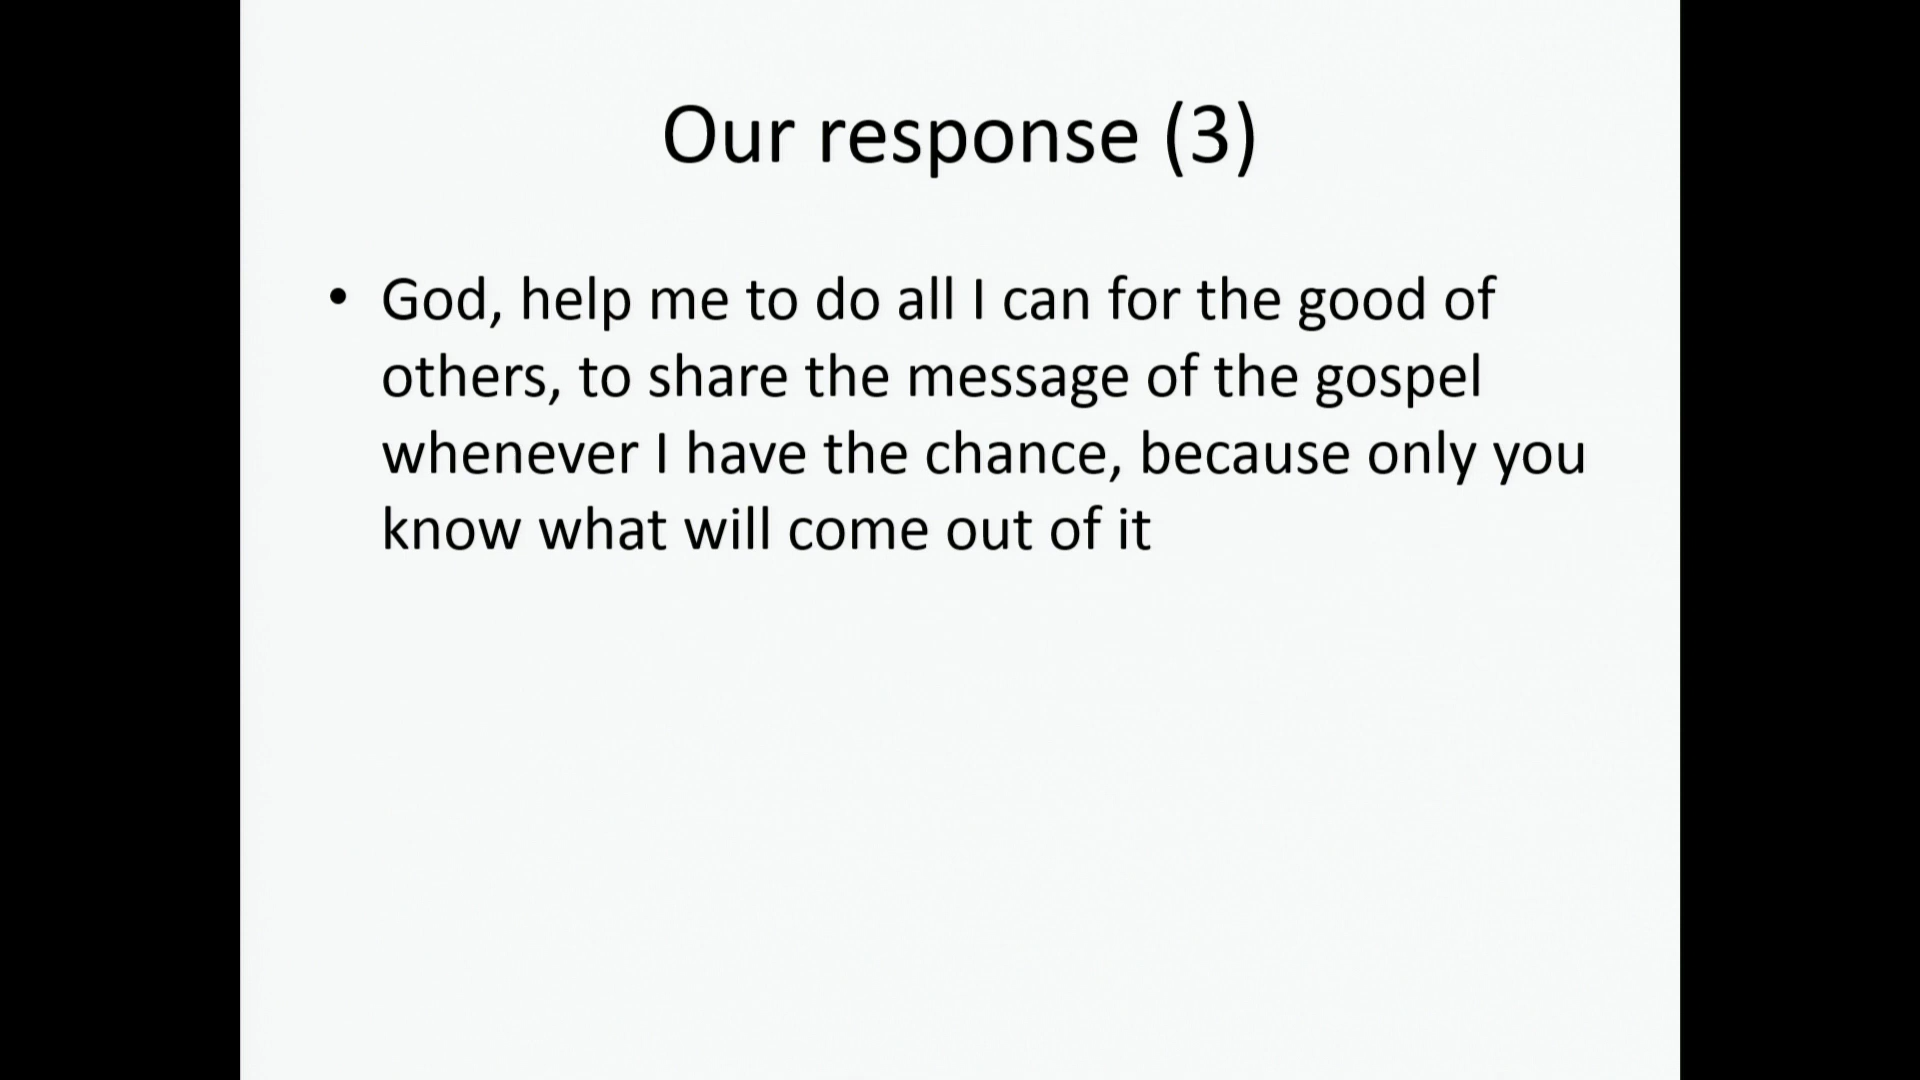 Our response (3)
• God, help me to do all I can for the good of
others, to share the message of the gospel
whenever I have the chance, because only you
know what will come out of it